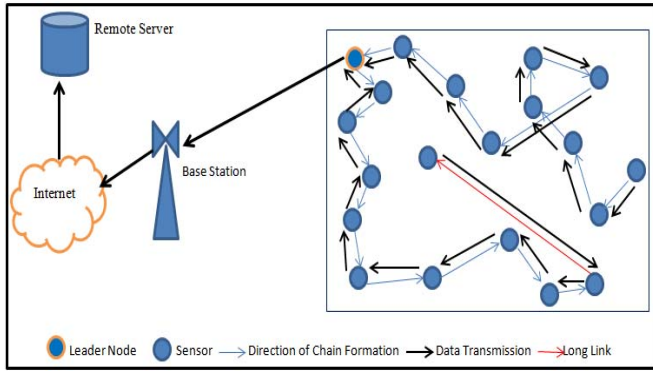 Remote Server
Base Station
Internet
Leader Node Sensor Direction of Chain Formation Data Transmission Long Link